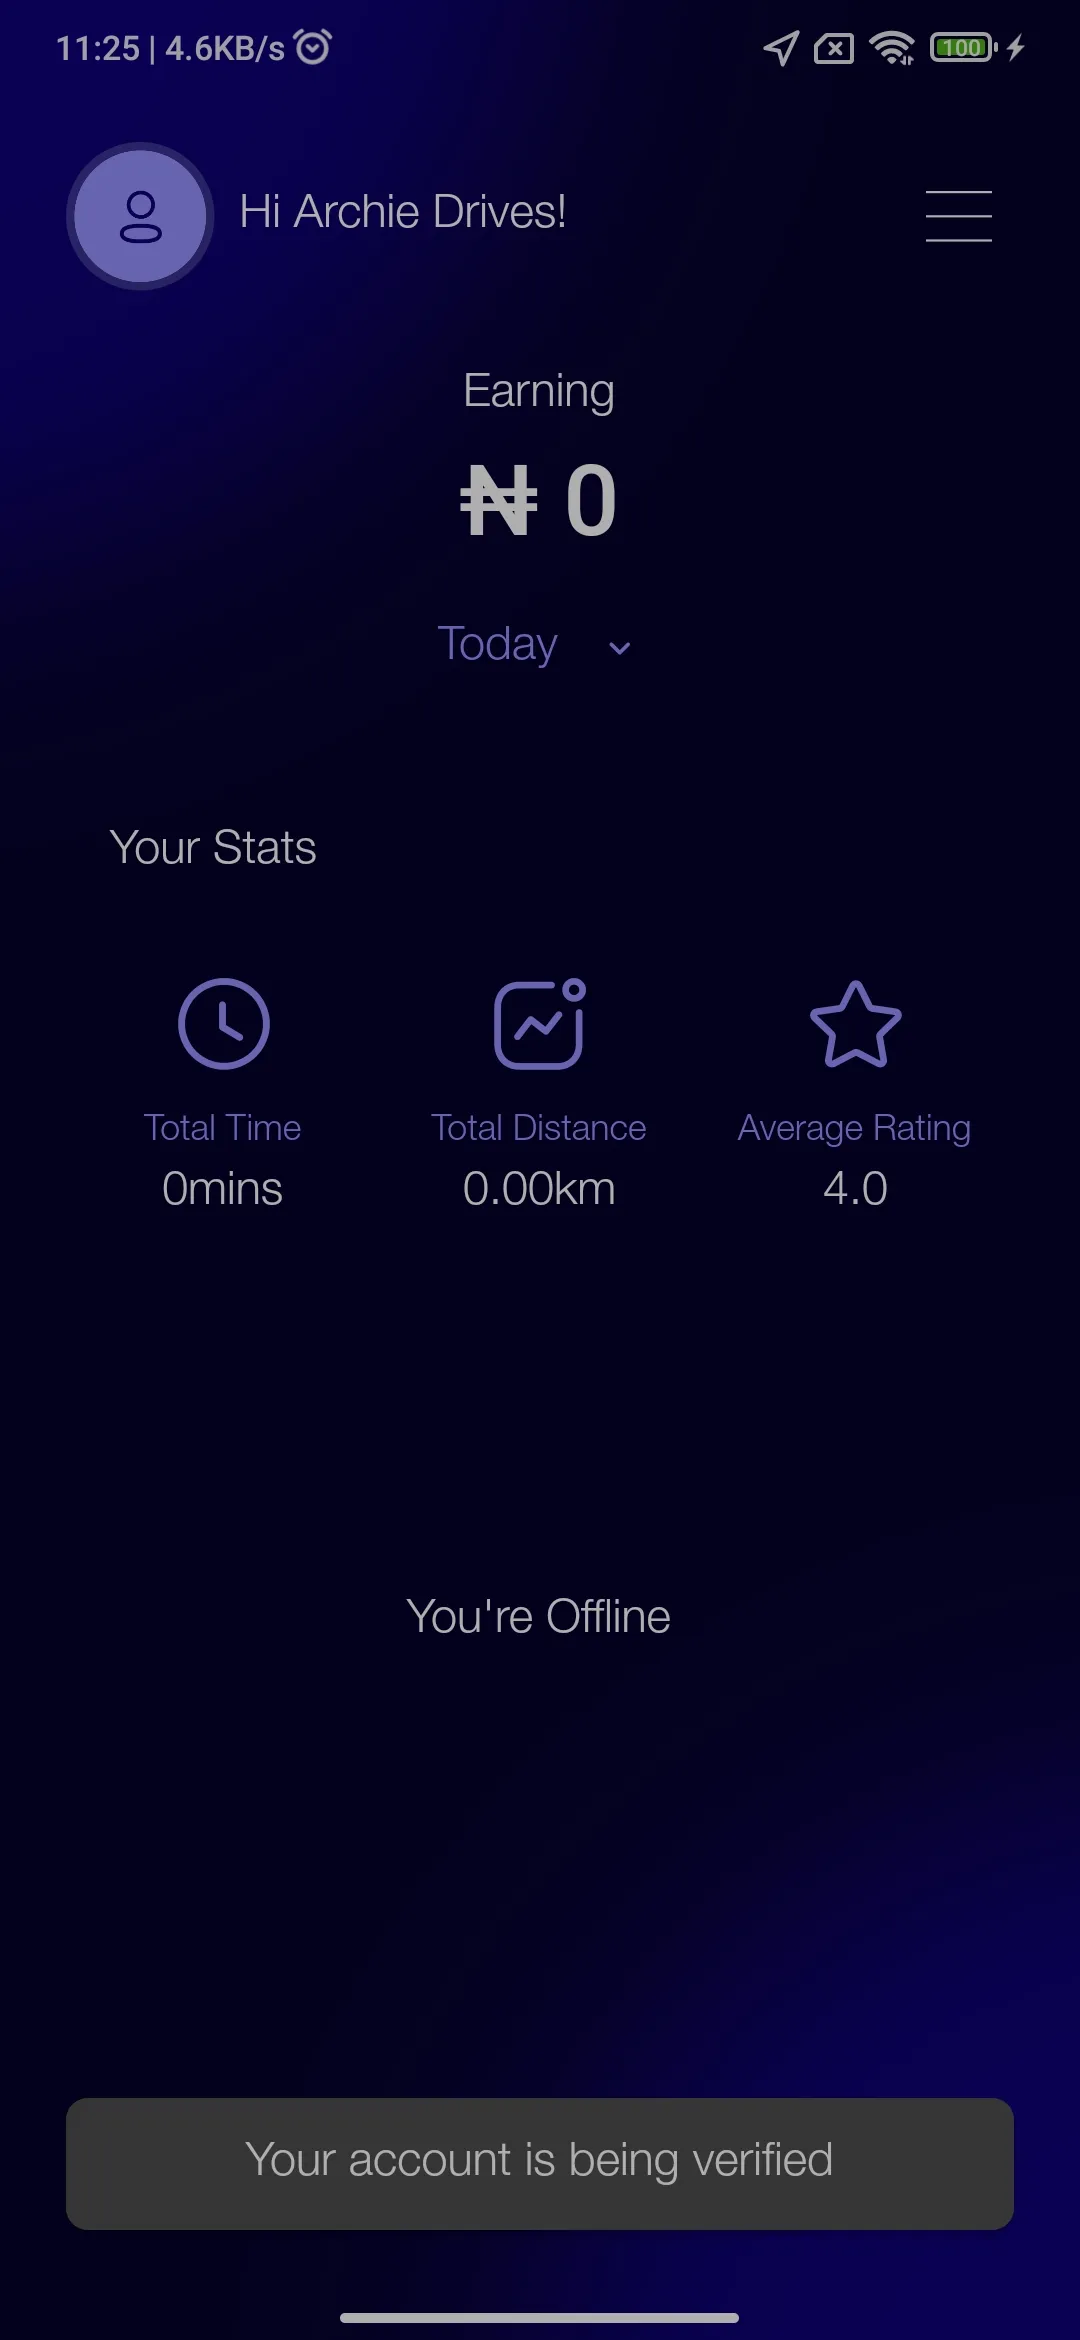 11:25 | 4.6KB/s
100
Hi Archie Drives!
Earning
₦ 0
Today
Your Stats
Total Time
0mins
Total Distance
0.00km
Average Rating
4.0
You're Offline
Your account is being verified